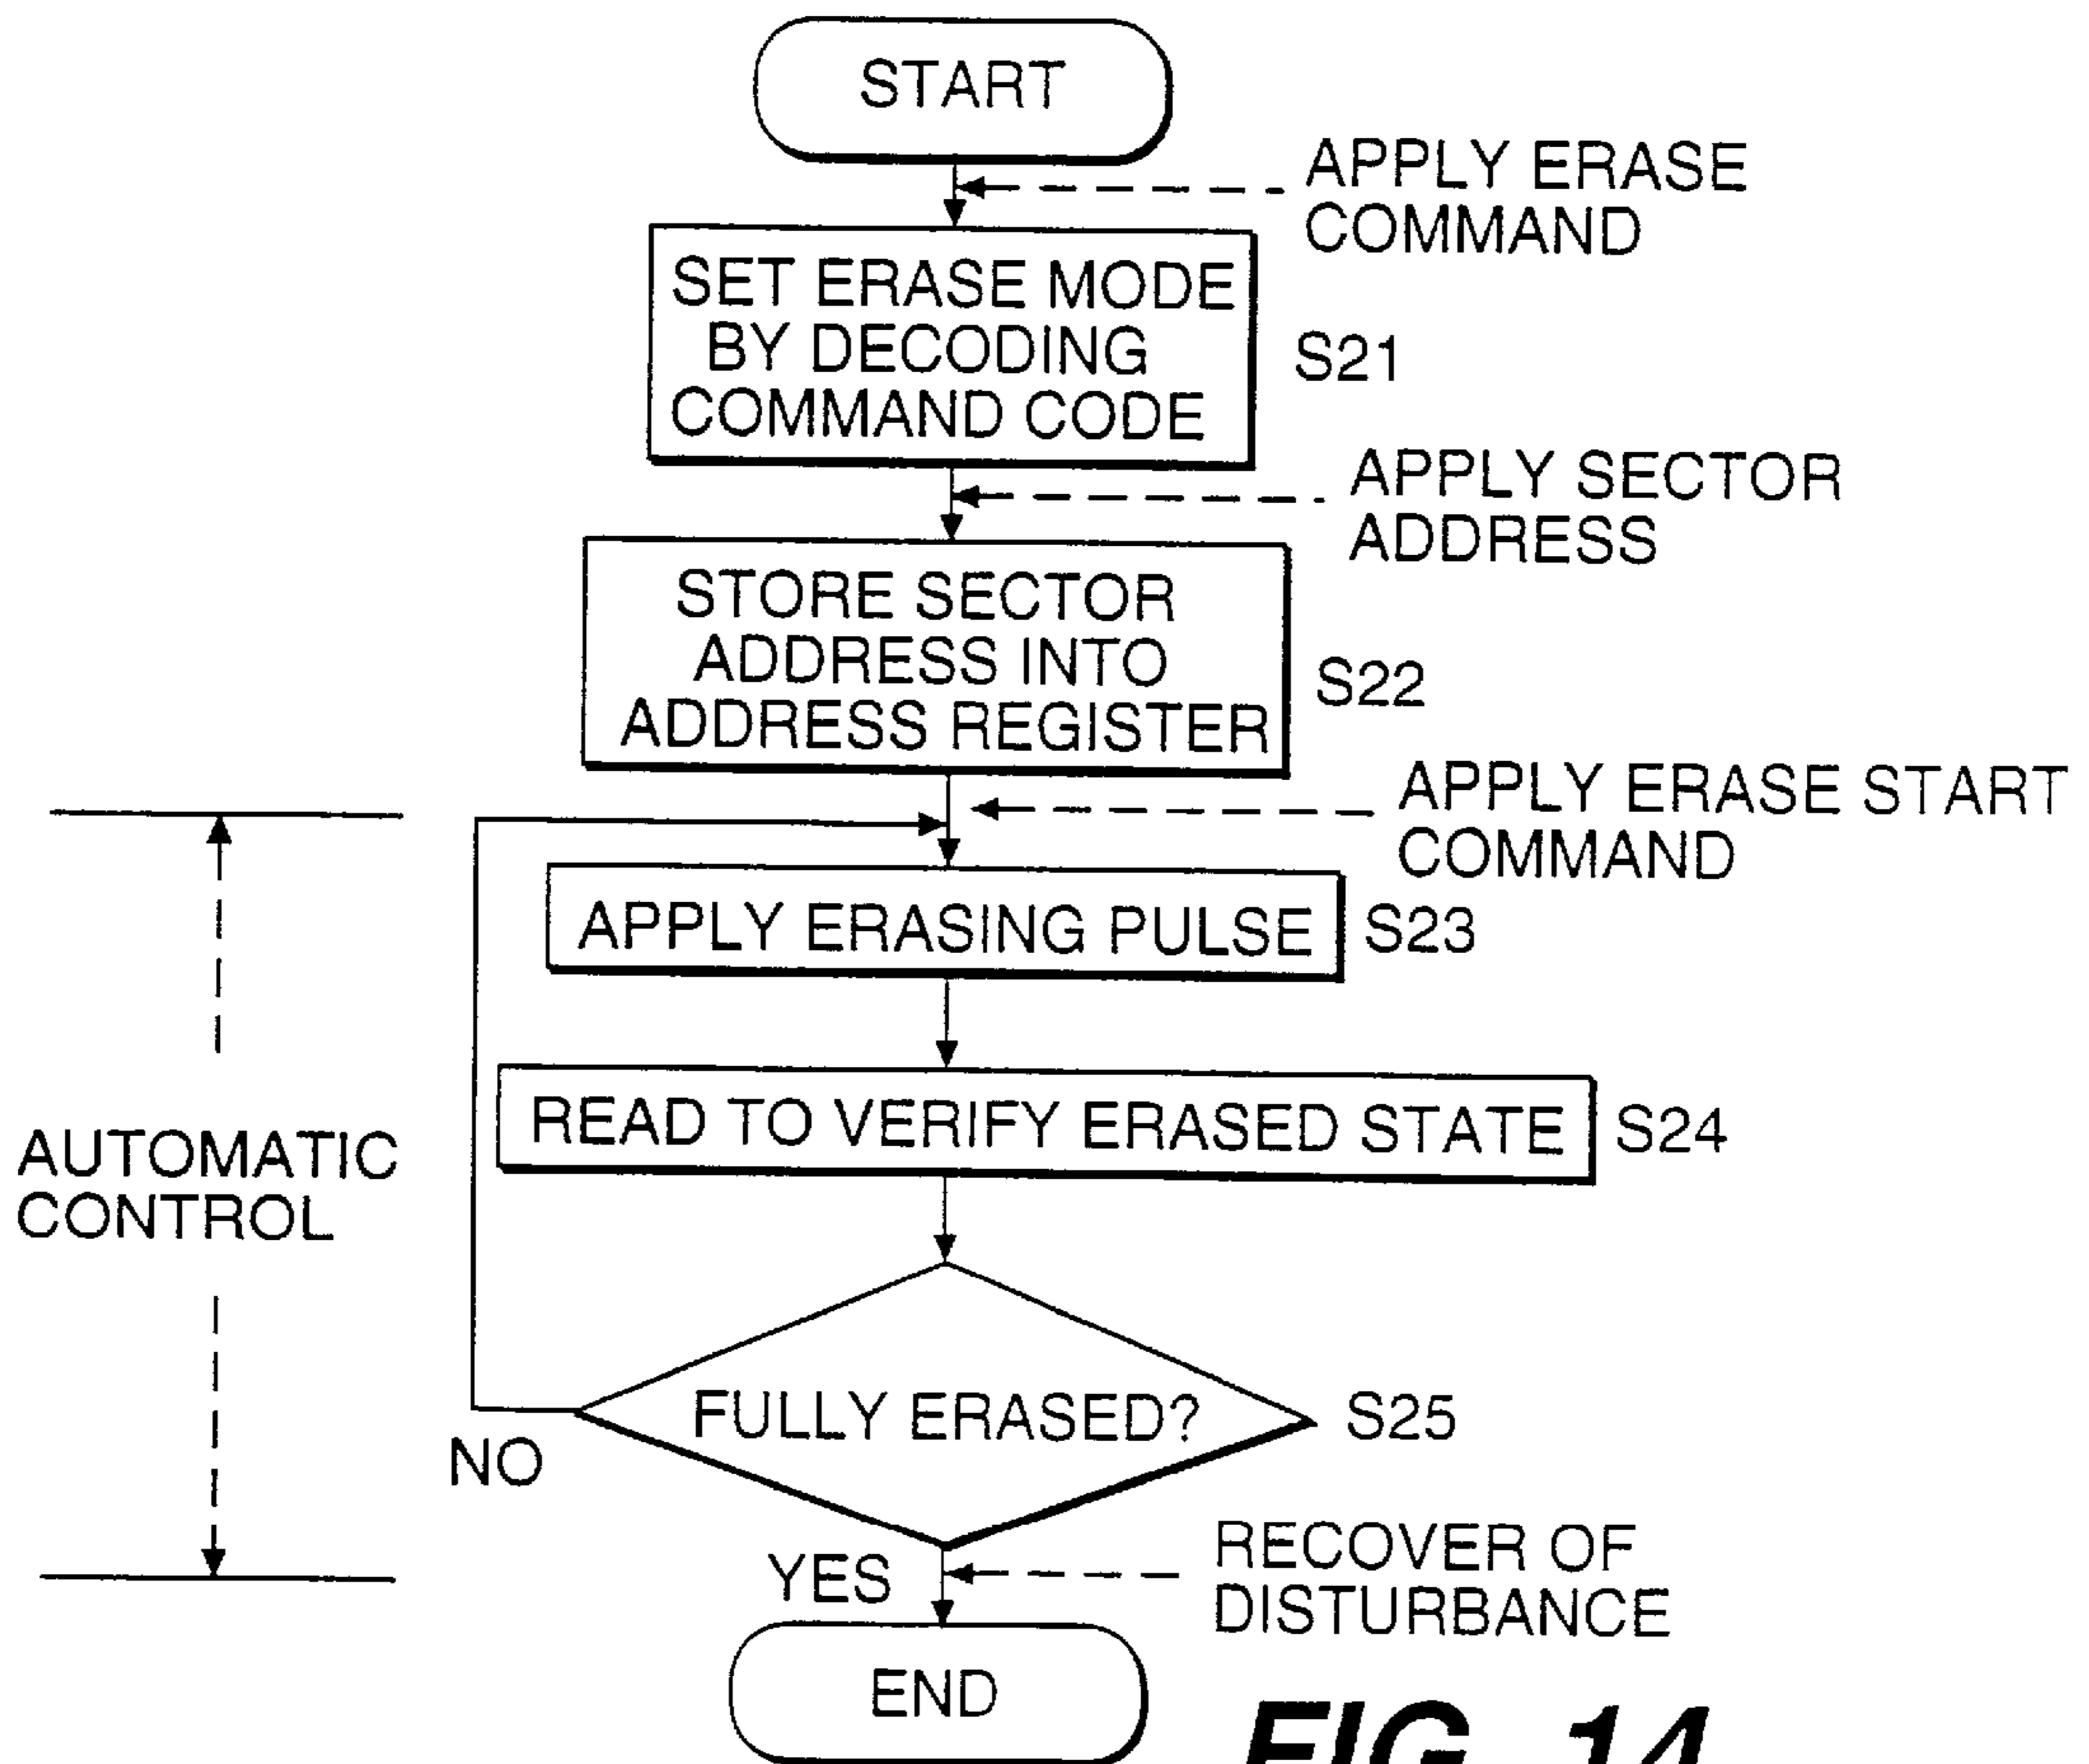 START
APPLY ERASE
COMMAND
SET ERASE MODE
BY DECODING
COMMAND CODE
S21
APPLY SECTOR
ADDRESS
STORE SECTOR
ADDRESS INTO
ADDRESS REGISTER
S22
APPLY ERASE START
COMMAND
APPLY ERASING PULSE
S23
READ TO VERIFY ERASED STATE
S24
AUTOMATIC
CONTROL
FULLY ERASED?
S25
NO
YES
RECOVER OF
DISTURBANCE
END
FIG. 14